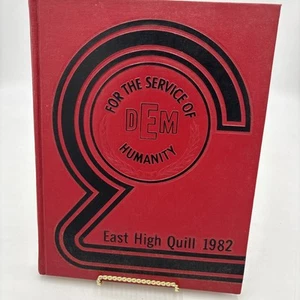 FOR THE SERVICE OF
DEM
HUMANITY
East High Quill 1982